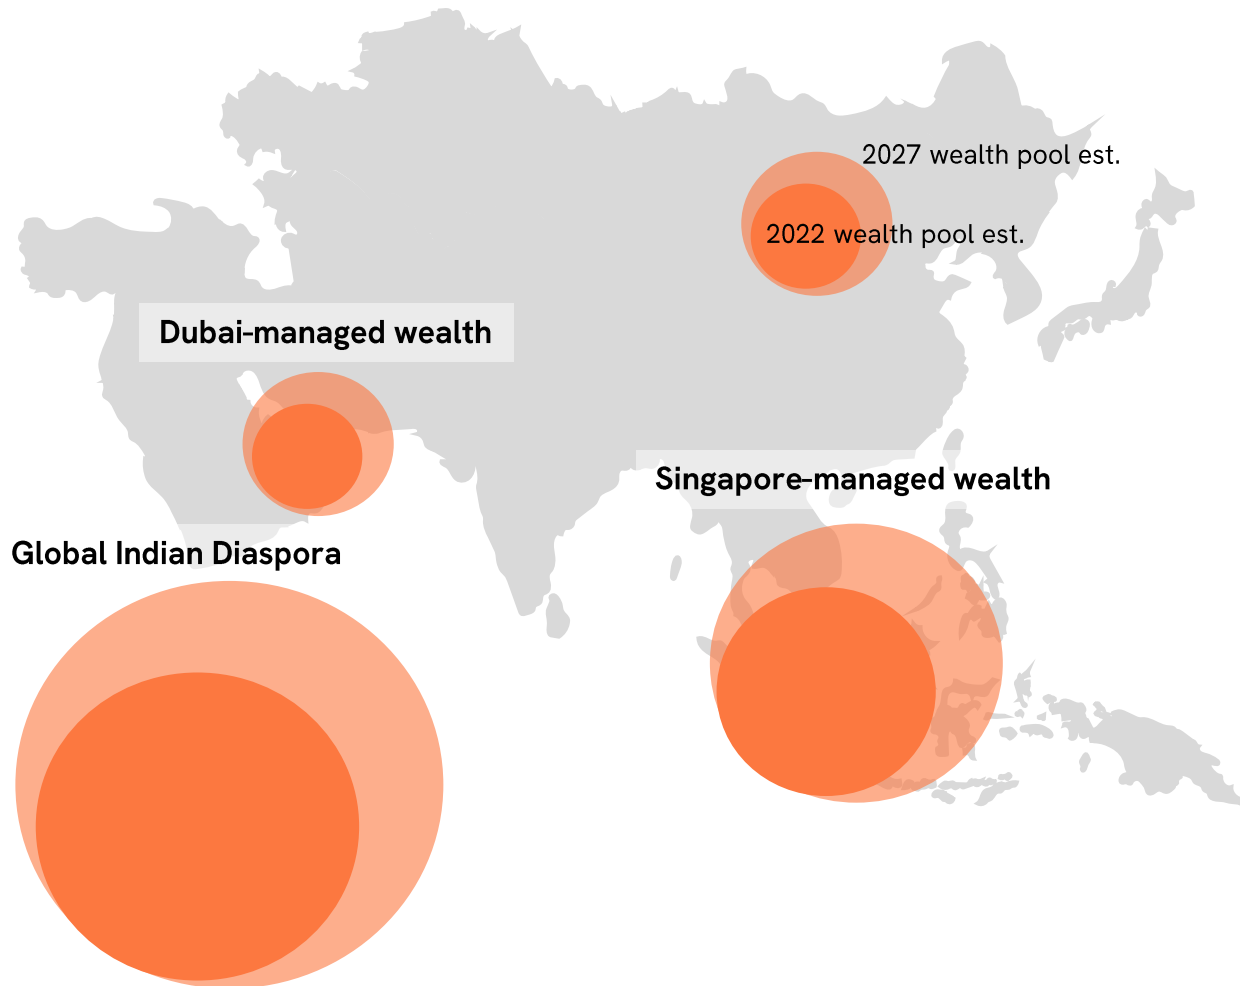 2027 wealth pool est.
2022 wealth pool est.
Dubai-managed wealth
Singapore-managed wealth
Global Indian Diaspora